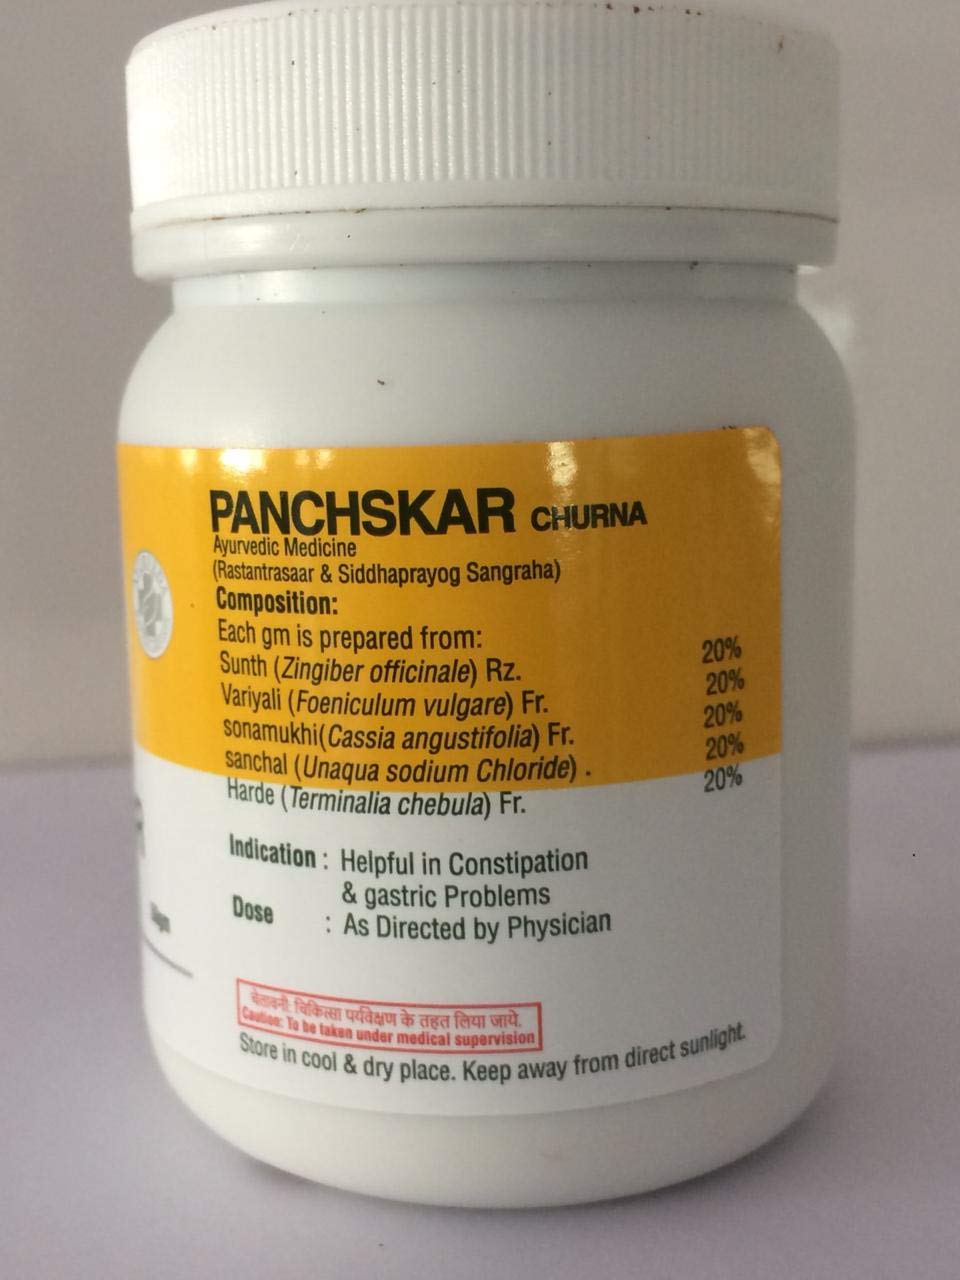 PANCHSKAR CHURNA
Ayurvedic Medicine
(Rastantrasaar & Siddhaprayog Sangraha)
Composition:
Each gm is prepared from:
Sunth (Zingiber officinale) Rz. 20%
Variyali (Foeniculum vulgare) Fr. 20%
sonamukhi(Cassia angustifolia) Fr. 20%
sanchal (Unaqua sodium Chloride) . 20%
Harde (Terminalia chebula) Fr. 20%
Indication : Helpful in Constipation
& gastric Problems
Dose : As Directed by Physician
चेतावनी: चिकित्सा पर्यवेक्षण के तहत लिया जाये.
Caution: To be taken under medical supervision
Store in cool & dry place. Keep away from direct sunlight.